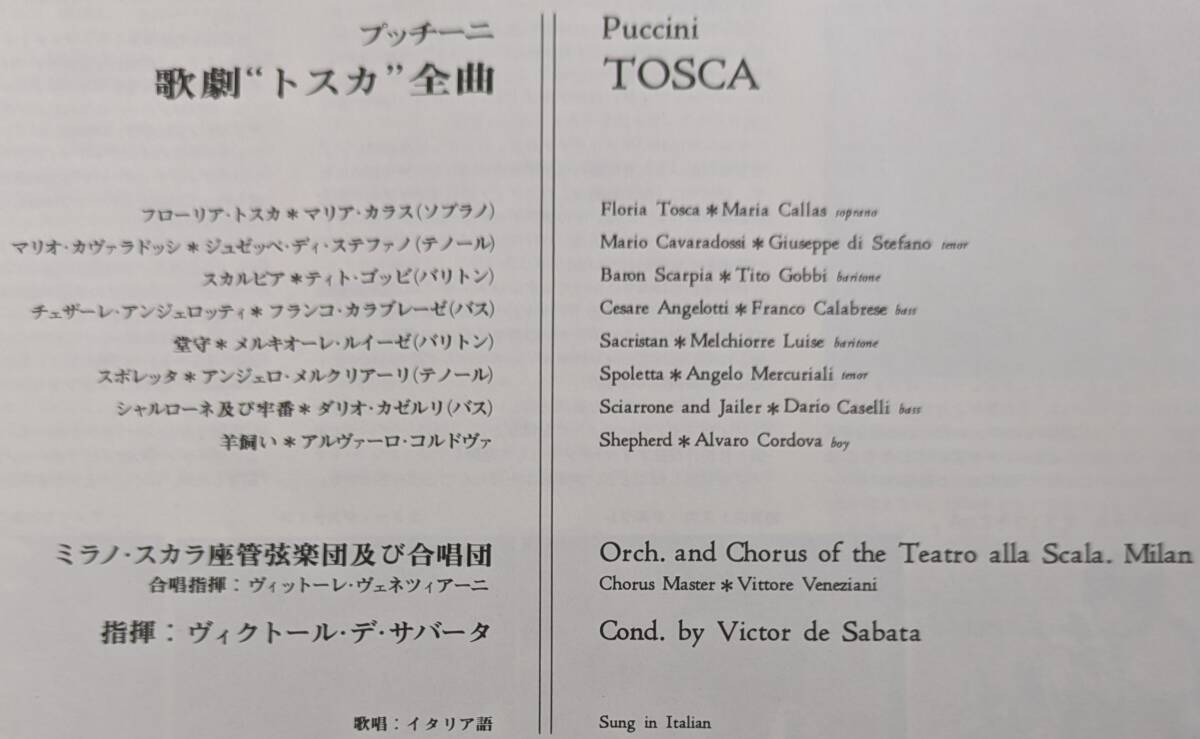 プッチーニ
歌劇“トスカ”全曲
フローリア・トスカ＊マリア・カラス(ソプラノ)
マリオ・カヴァラドッシ＊ジュゼッペ・ディ・ステファノ(テノール)
スカルピア＊ティト・ゴッビ(バリトン)
チェザーレ・アンジェロッティ＊フランコ・カラブレーゼ(バス)
堂守＊メルキオーレ・ルイーゼ(バリトン)
スポレッタ＊アンジェロ・メルクリアーリ(テノール)
シャルローネ及び牢番＊ダリオ・カゼルリ(バス)
羊飼い＊アルヴァーロ・コルドヴァ
ミラノ・スカラ座管弦楽団及び合唱団
合唱指揮：ヴィットーレ・ヴェネツィアーニ
指揮：ヴィクトール・デ・サバータ
歌唱：イタリア語
Puccini
TOSCA
Floria Tosca＊Maria Callas soprano
Mario Cavaradossi＊Giuseppe di Stefano tenor
Baron Scarpia＊Tito Gobbi baritone
Cesare Angelotti＊Franco Calabrese bass
Sacristan＊Melchiorre Luise baritone
Spoletta＊Angelo Mercuriali tenor
Sciarrone and Jailer＊Dario Caselli bass
Shepherd＊Alvaro Cordova boy
Orch. and Chorus of the Teatro alla Scala. Milan
Chorus Master＊Vittore Veneziani
Cond. by Victor de Sabata
Sung in Italian